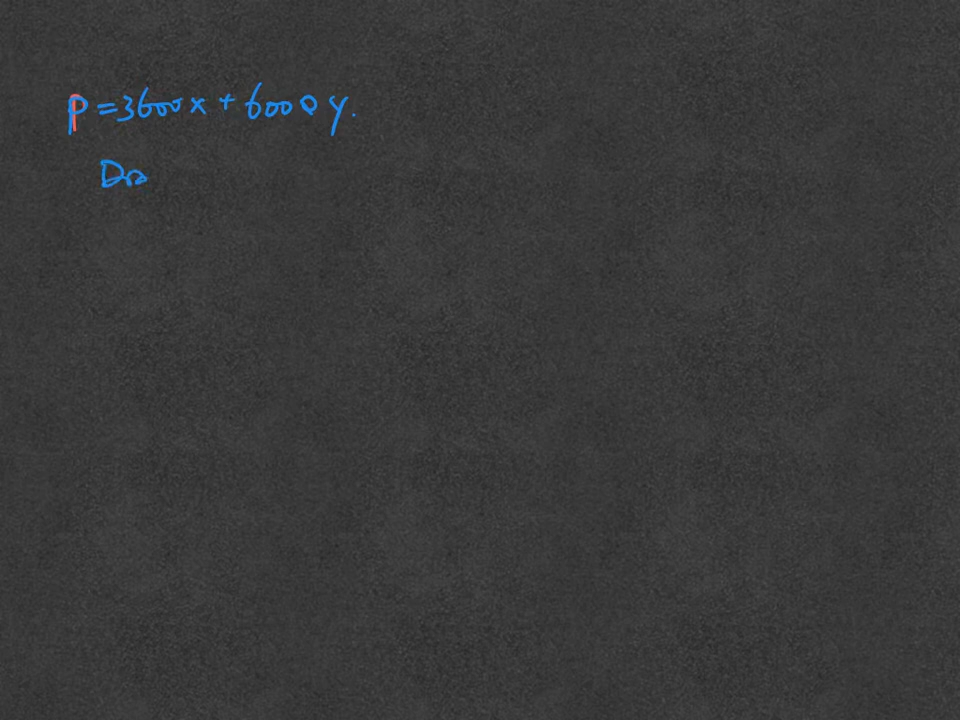 P = 3600x + 6000y.